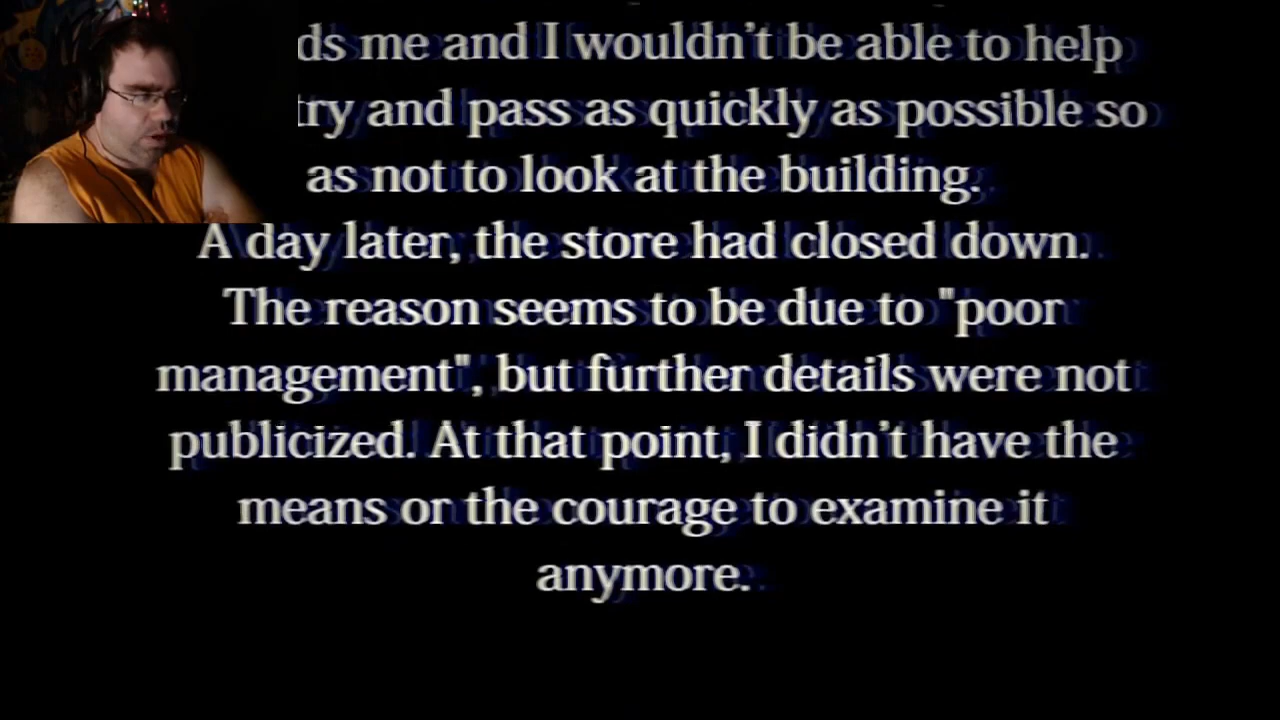 me and I wouldn't be able to help
and pass as quickly as possible so
as not to look at the building.
A day later, the store had closed down.
The reason seems to be due to "poor
management", but further details were not
publicized. At that point, I didn't have the
means or the courage to examine it
anymore.